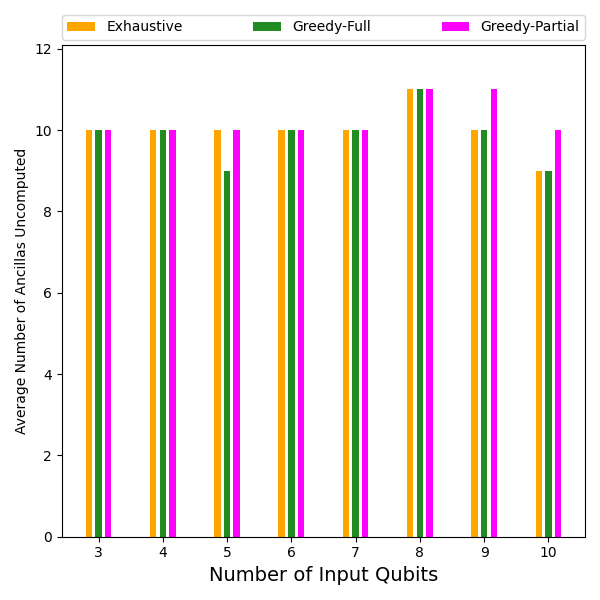 Exhaustive Greedy-Full Greedy-Partial
12
10
8
6
4
2
0
Average Number of Ancillas Uncomputed
3 4 5 6 7 8 9 10
Number of Input Qubits